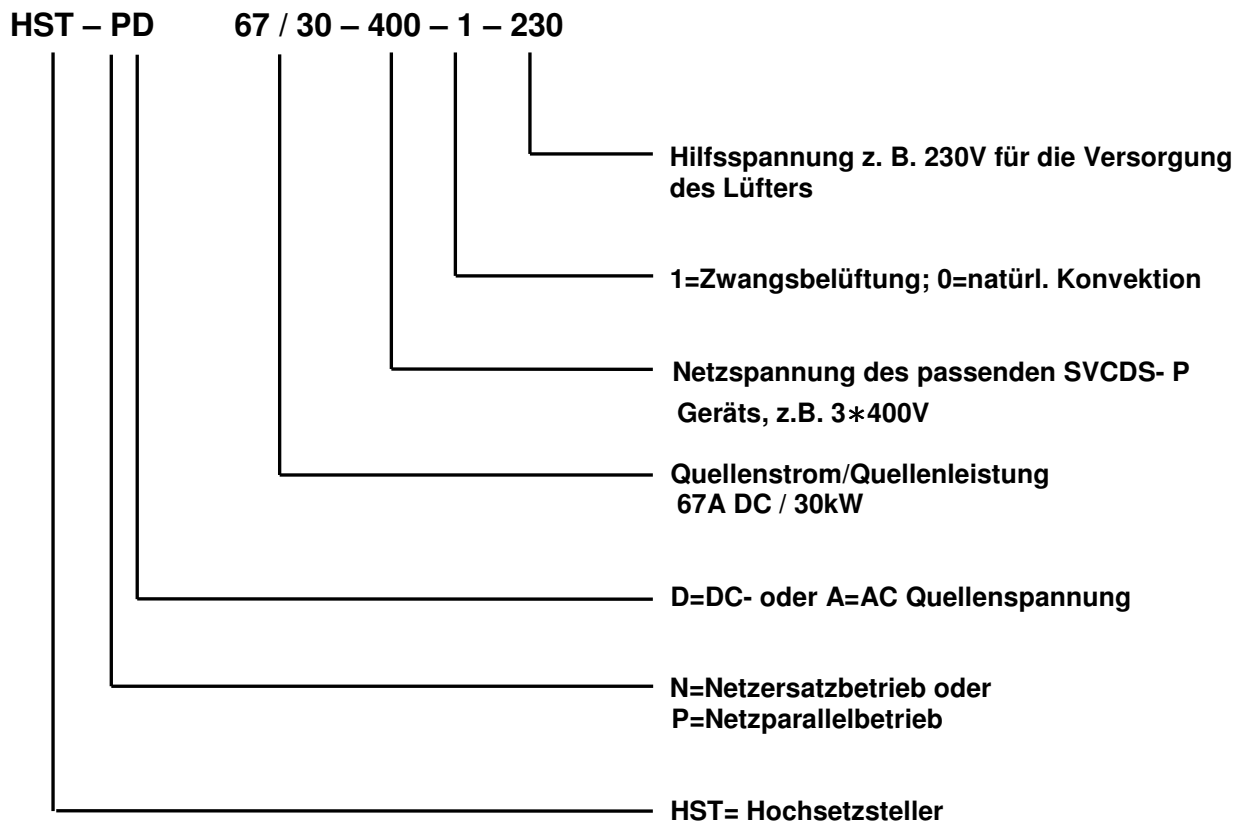 HST – PD 67 / 30 – 400 – 1 – 230
Hilfsspannung z. B. 230V für die Versorgung
des Lüfters
1=Zwangsbelüftung; 0=natürl. Konvektion
Netzspannung des passenden SVCDS- P
Geräts, z.B. 3*400V
Quellenstrom/Quellenleistung
67A DC / 30kW
D=DC- oder A=AC Quellenspannung
N=Netzersatzbetrieb oder
P=Netzparallelbetrieb
HST= Hochsetzsteller